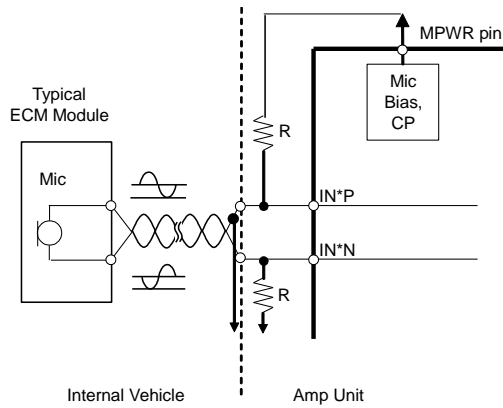 MPWR pin
Mic
Bias,
CP
Typical
ECM Module
R
Mic
IN*P
IN*N
R
Internal Vehicle
Amp Unit